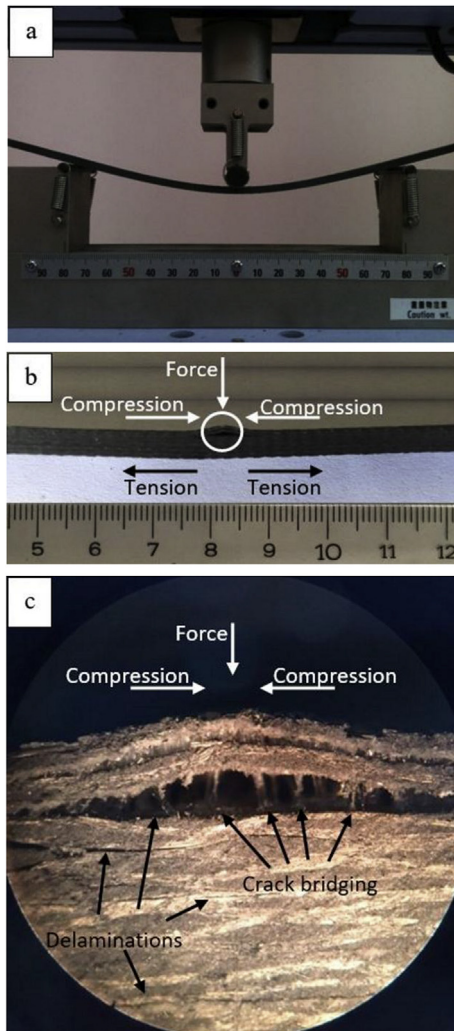 a
90 80 70 60 50 40 30 20 10 10 20 30 40 50 60 70 80 90
Caution wt.
b
Force
Compression Compression
Tension Tension
5 6 7 8 9 10 11 12
c
Force
Compression Compression
Crack bridging
Delaminations